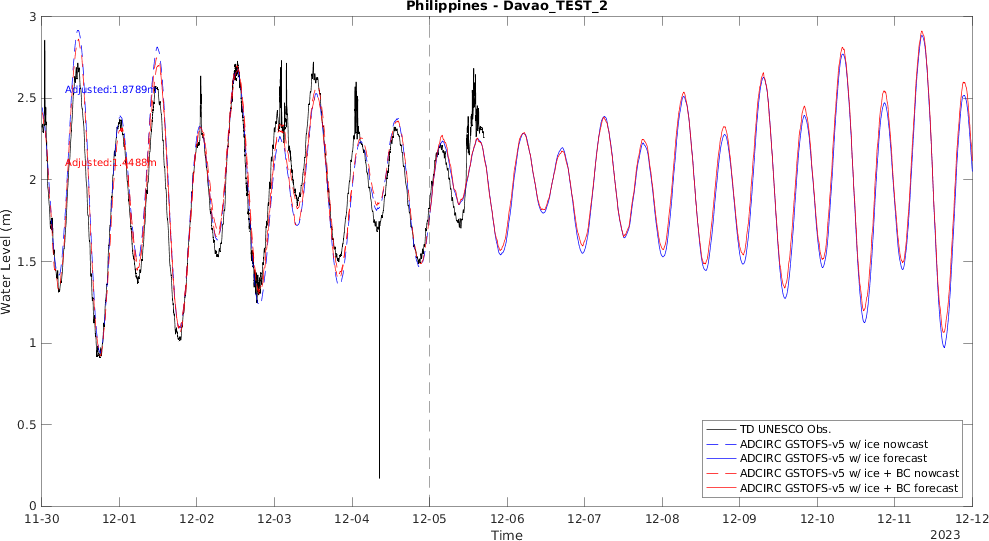 Philippines - Davao_TEST_2
Water Level (m)
3
2.5
2
1.5
1
0.5
0
Adjusted:1.8789m
Adjusted:1.4488m
TD UNESCO Obs.
ADCIRC GSTOFS-v5 w/ ice nowcast
ADCIRC GSTOFS-v5 w/ ice forecast
ADCIRC GSTOFS-v5 w/ ice + BC nowcast
ADCIRC GSTOFS-v5 w/ ice + BC forecast
11-30 12-01 12-02 12-03 12-04 12-05 12-06 12-07 12-08 12-09 12-10 12-11 12-12
Time
2023